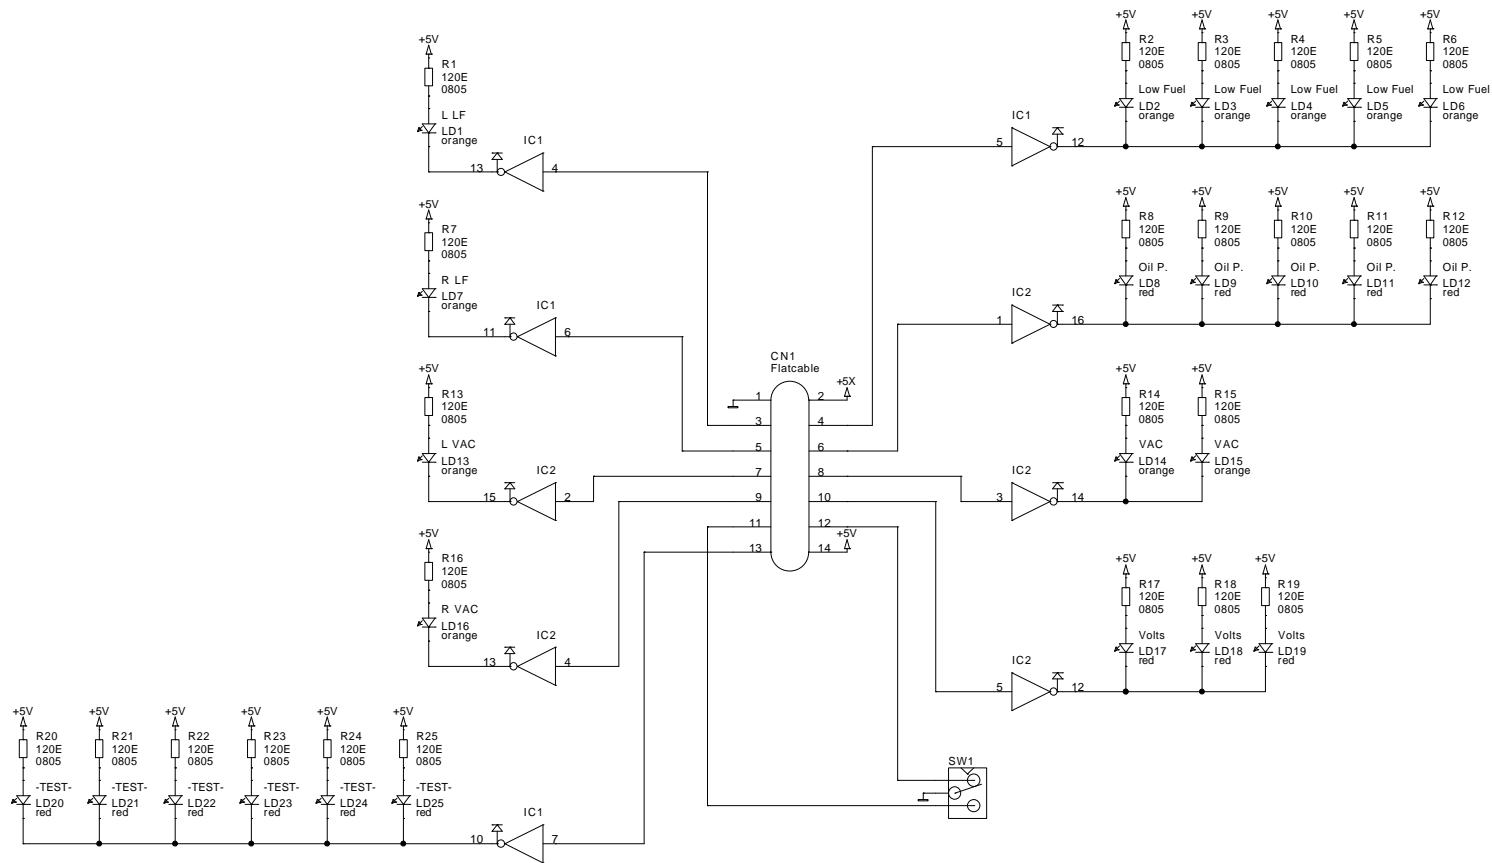 +5V
R1
120E
0805
L LF
LD1
orange
IC1
13
4
+5V
R7
120E
0805
R LF
LD7
orange
IC1
11
6
+5V
R13
120E
0805
L VAC
LD13
orange
IC2
15
2
+5V
R16
120E
0805
R VAC
LD16
orange
IC2
13
4
+5V
R20
120E
0805
-TEST-
LD20
red
+5V
R21
120E
0805
-TEST-
LD21
red
+5V
R22
120E
0805
-TEST-
LD22
red
+5V
R23
120E
0805
-TEST-
LD23
red
+5V
R24
120E
0805
-TEST-
LD24
red
+5V
R25
120E
0805
-TEST-
LD25
red
IC1
10
7
CN1
Flatcable
+5X
1
2
3
4
5
6
7
8
9
10
11
12
+5V
13
14
SW1
+5V
R2
120E
0805
Low Fuel
LD2
orange
+5V
R3
120E
0805
Low Fuel
LD3
orange
+5V
R4
120E
0805
Low Fuel
LD4
orange
+5V
R5
120E
0805
Low Fuel
LD5
orange
+5V
R6
120E
0805
Low Fuel
LD6
orange
IC1
5
12
+5V
R8
120E
0805
Oil P.
LD8
red
+5V
R9
120E
0805
Oil P.
LD9
red
+5V
R10
120E
0805
Oil P.
LD10
red
+5V
R11
120E
0805
Oil P.
LD11
red
+5V
R12
120E
0805
Oil P.
LD12
red
IC2
1
16
+5V
R14
120E
0805
VAC
LD14
orange
+5V
R15
120E
0805
VAC
LD15
orange
IC2
3
14
+5V
R17
120E
0805
Volts
LD17
red
+5V
R18
120E
0805
Volts
LD18
red
+5V
R19
120E
0805
Volts
LD19
red
IC2
5
12